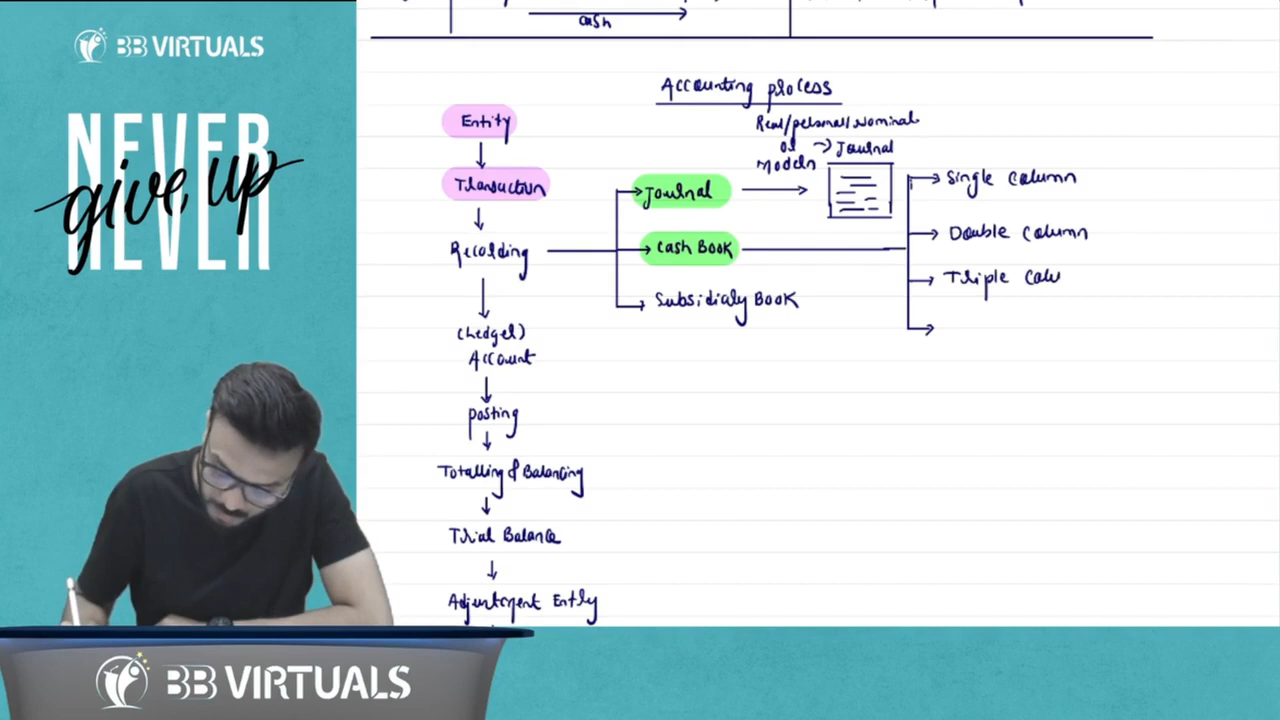 BB VIRTUALS
NEVER
give up
NEVER
cash
Accounting process
Entity
Real/personal/Nominal
or → Journal
Modern
Transaction
Journal
Single column
Recording
Cash Book
Double column
Subsidiary Book
Triple Colu
(Ledger)
Account
Posting
Totalling & Balancing
Trial Balance
Adjustment Entry
BB VIRTUALS